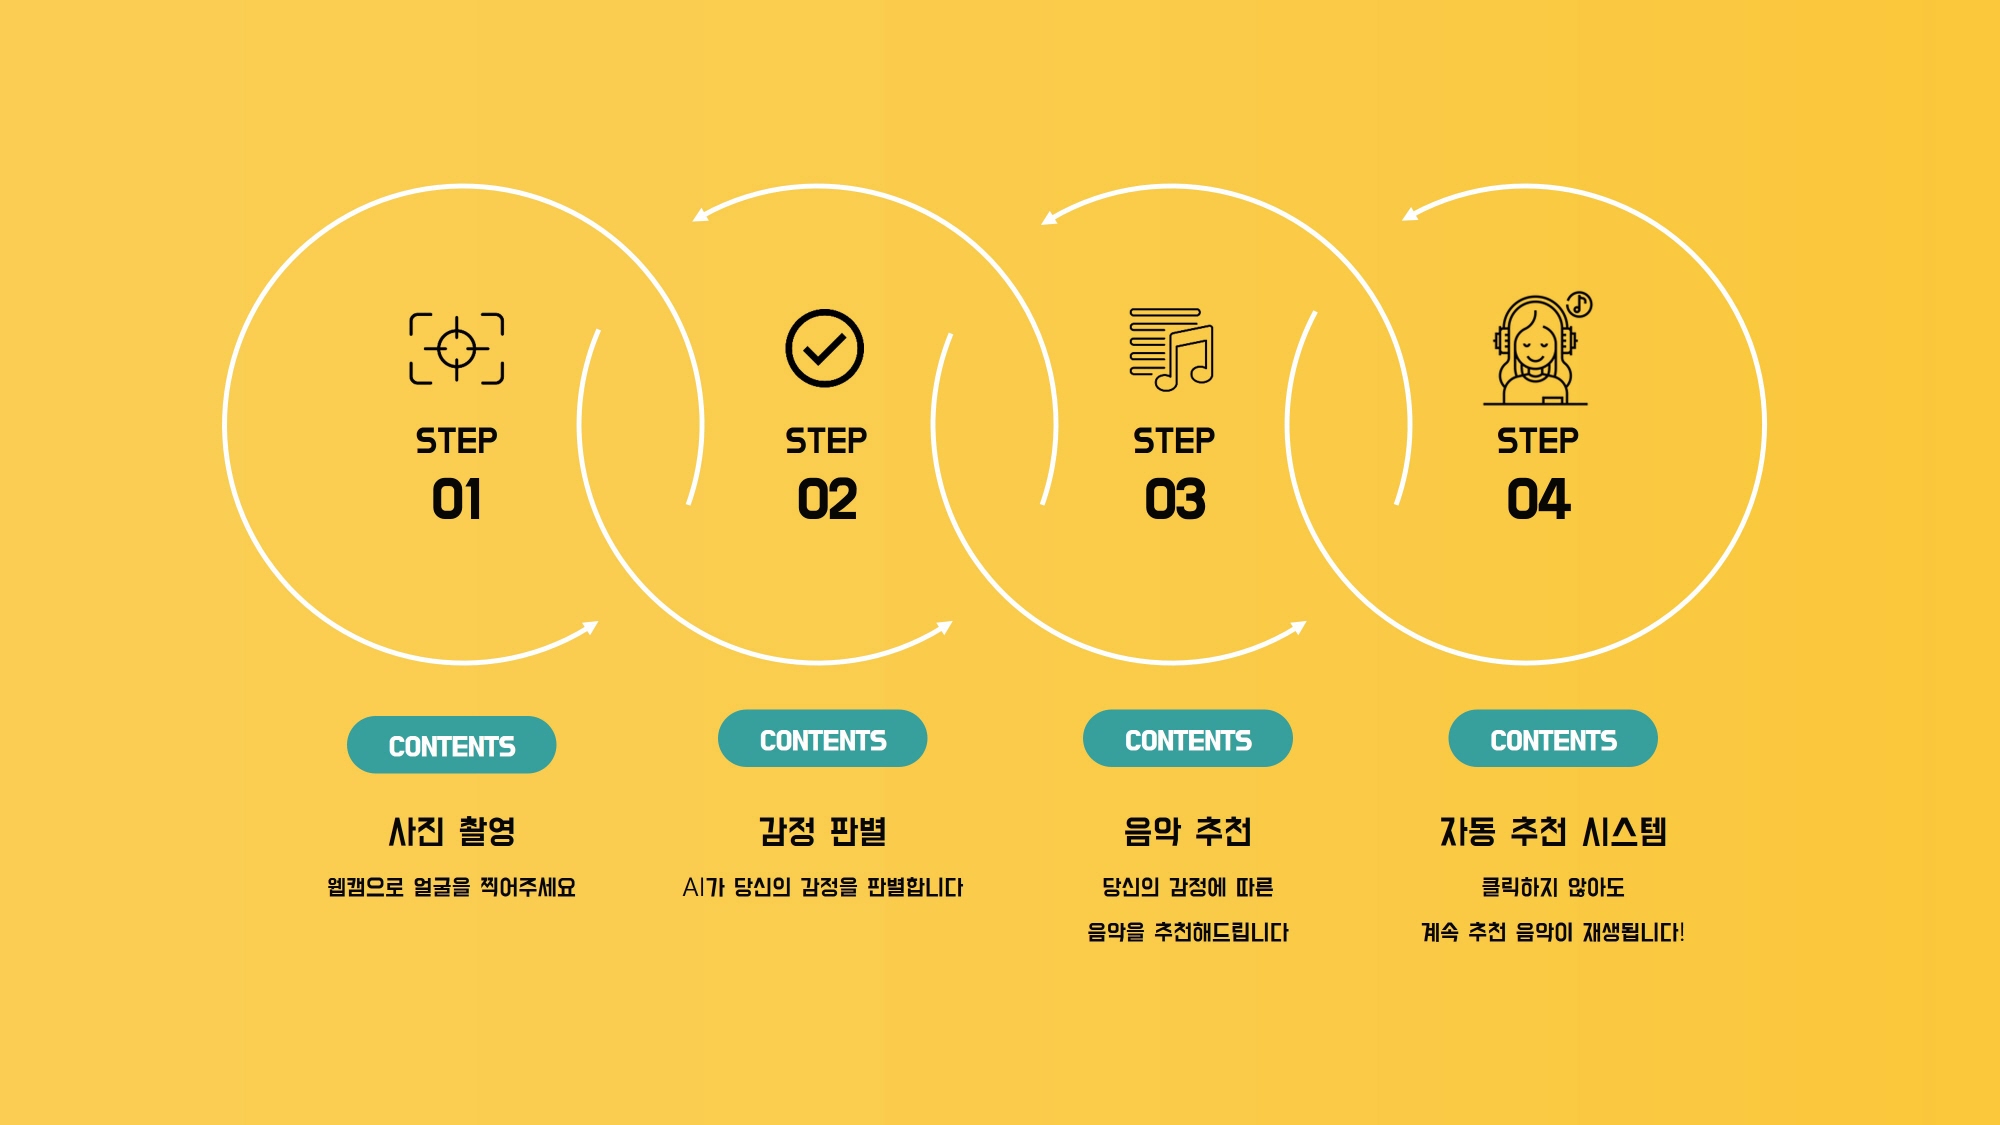 STEP
01
STEP
02
STEP
03
STEP
04
CONTENTS
사진 촬영
웹캠으로 얼굴을 찍어주세요
CONTENTS
감정 판별
AI가 당신의 감정을 판별합니다
CONTENTS
음악 추천
당신의 감정에 따른
음악을 추천해드립니다
CONTENTS
자동 추천 시스템
클릭하지 않아도
계속 추천 음악이 재생됩니다!